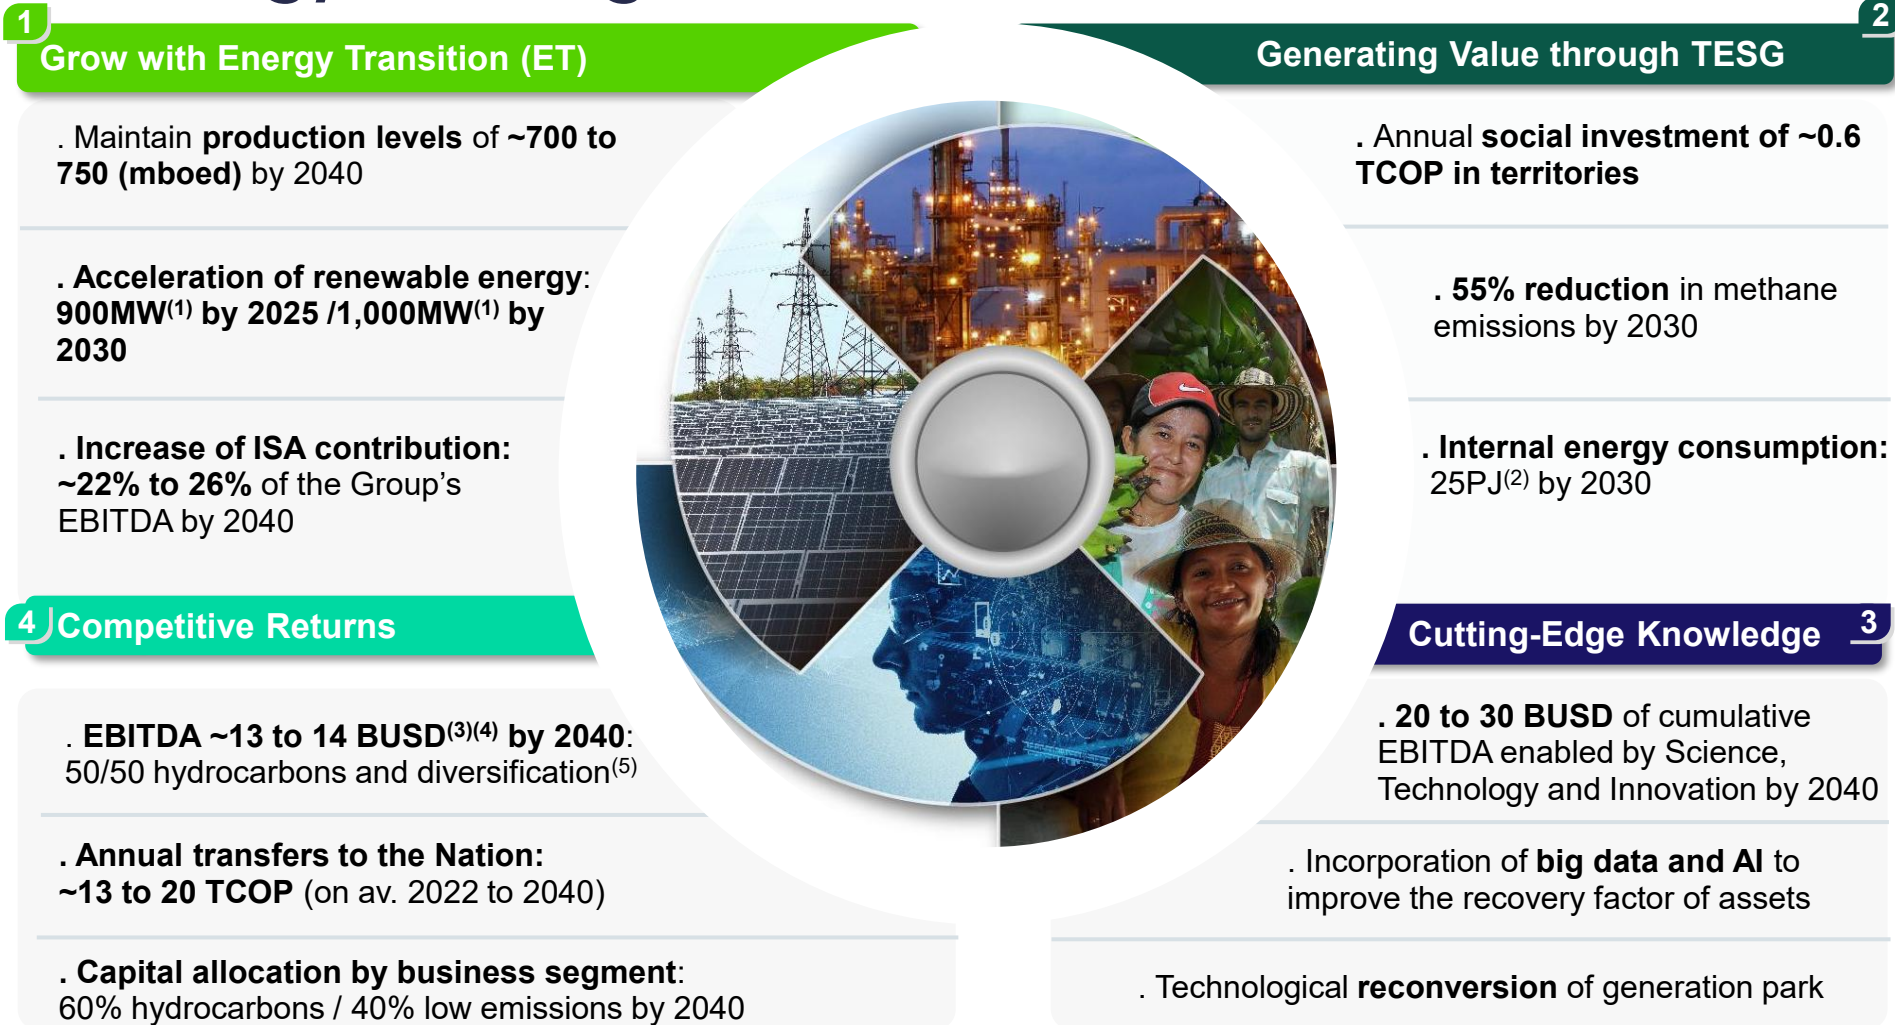 1
Grow with Energy Transition (ET)
. Maintain production levels of ~700 to
750 (mboed) by 2040
. Acceleration of renewable energy:
900MW(1) by 2025 /1,000MW(1) by
2030
. Increase of ISA contribution:
~22% to 26% of the Group’s
EBITDA by 2040
2
Generating Value through TESG
. Annual social investment of ~0.6
TCOP in territories
. 55% reduction in methane
emissions by 2030
. Internal energy consumption:
25PJ(2) by 2030
4 Competitive Returns
. EBITDA ~13 to 14 BUSD(3)(4) by 2040:
50/50 hydrocarbons and diversification(5)
. Annual transfers to the Nation:
~13 to 20 TCOP (on av. 2022 to 2040)
. Capital allocation by business segment:
60% hydrocarbons / 40% low emissions by 2040
Cutting-Edge Knowledge 3
. 20 to 30 BUSD of cumulative
EBITDA enabled by Science,
Technology and Innovation by 2040
. Incorporation of big data and AI to
improve the recovery factor of assets
. Technological reconversion of generation park